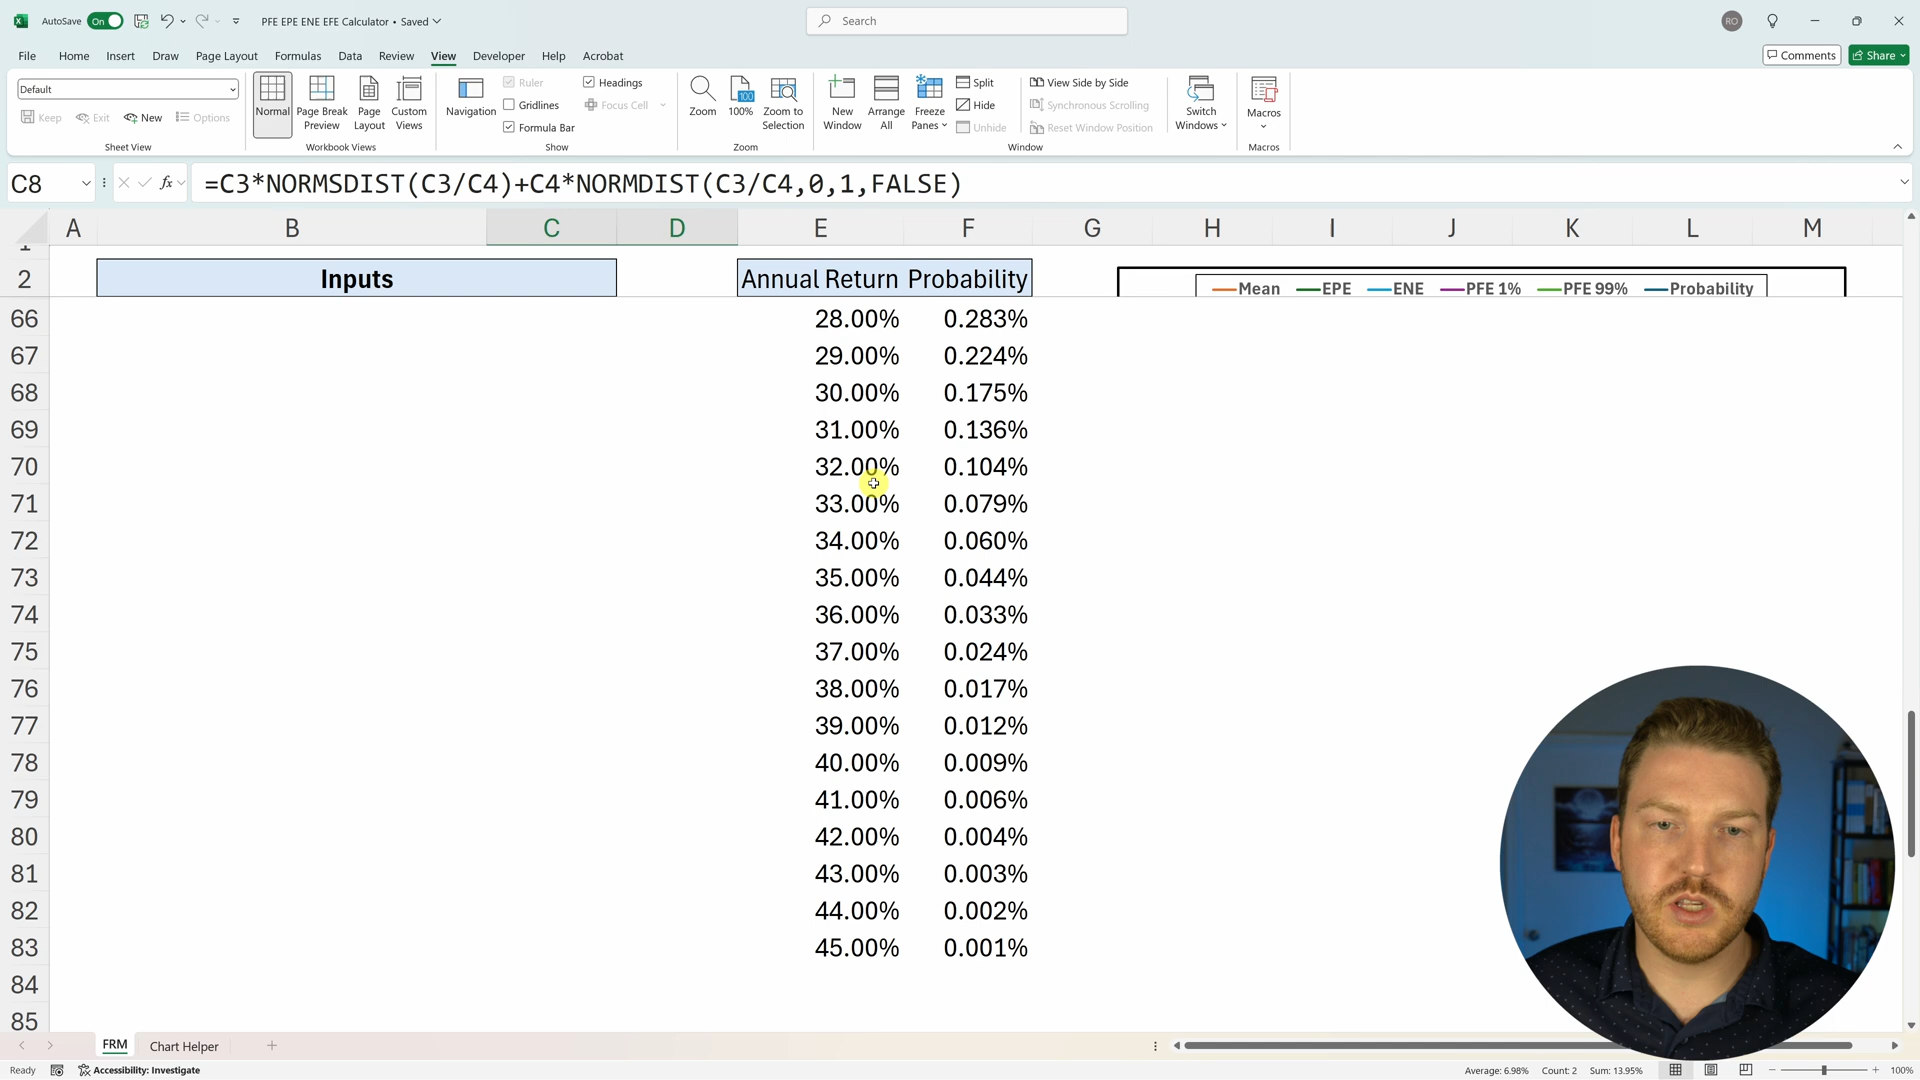 AutoSave On PFE EPE ENE EFE Calculator • Saved Search RO
File Home Insert Draw Page Layout Formulas Data Review View Developer Help Acrobat Comments Share
Default
Keep Exit New Options
Sheet View
Normal Page Break Preview Page Layout Custom Views
Workbook Views
Navigation Ruler Gridlines Formula Bar Headings Focus Cell
Show
Zoom 100% Zoom to Selection
Zoom
New Window Arrange All Freeze Panes Split Hide Unhide View Side by Side Synchronous Scrolling Reset Window Position Switch Windows
Window
Macros
Macros
C8 fx =C3*NORMSDIST(C3/C4)+C4*NORMDIST(C3/C4,0,1,FALSE)
A B C D E F G H I J K L M
1
2 Inputs Annual Return Probability Mean EPE ENE PFE 1% PFE 99% Probability
66 28.00% 0.283%
67 29.00% 0.224%
68 30.00% 0.175%
69 31.00% 0.136%
70 32.00% 0.104%
71 33.00% 0.079%
72 34.00% 0.060%
73 35.00% 0.044%
74 36.00% 0.033%
75 37.00% 0.024%
76 38.00% 0.017%
77 39.00% 0.012%
78 40.00% 0.009%
79 41.00% 0.006%
80 42.00% 0.004%
81 43.00% 0.003%
82 44.00% 0.002%
83 45.00% 0.001%
84
85
FRM Chart Helper
Ready Accessibility: Investigate Average: 6.98% Count: 2 Sum: 13.95% 100%